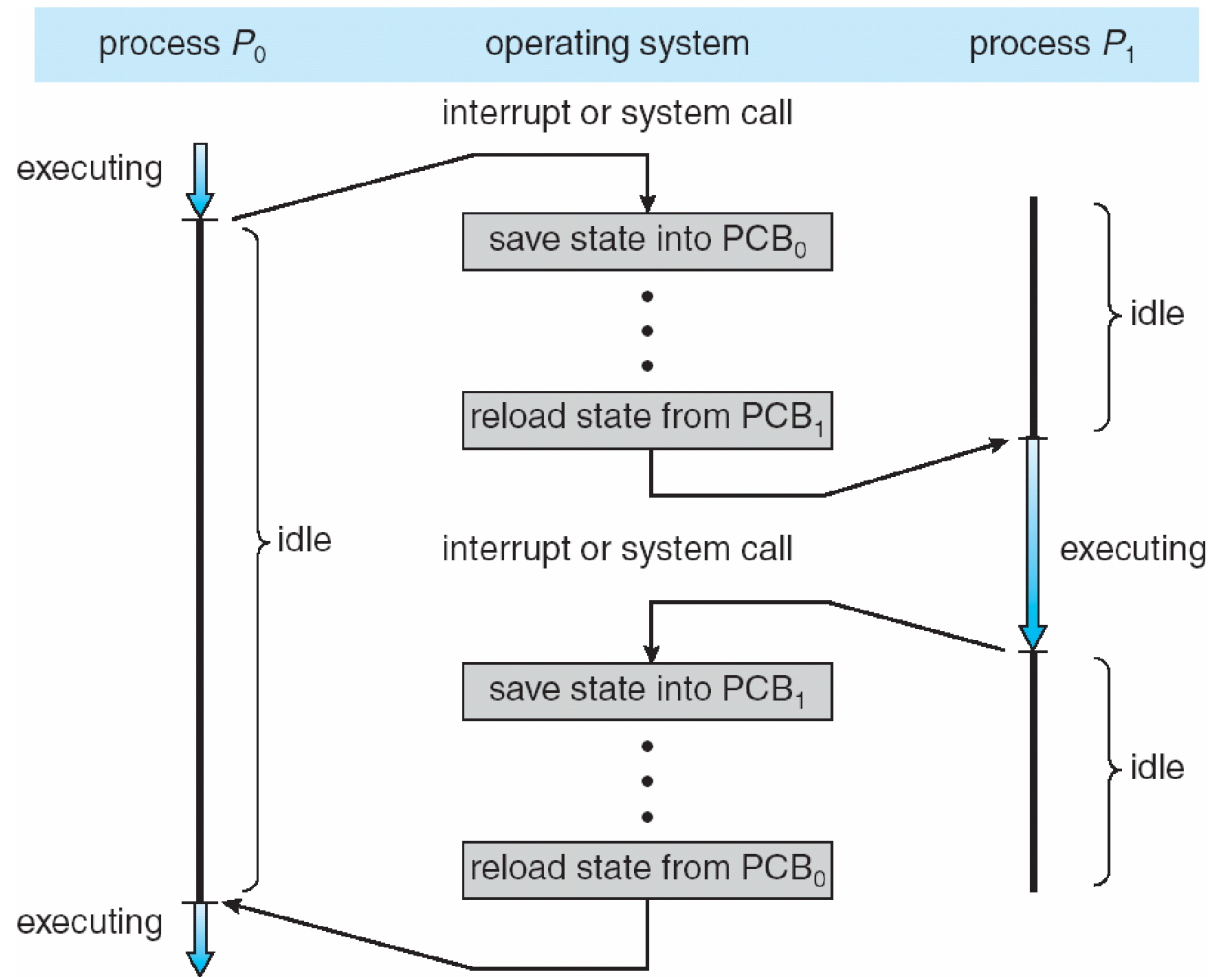 process P₀ operating system process P₁
interrupt or system call
executing
save state into PCB₀
idle
reload state from PCB₁
idle
interrupt or system call
executing
save state into PCB₁
idle
reload state from PCB₀
executing